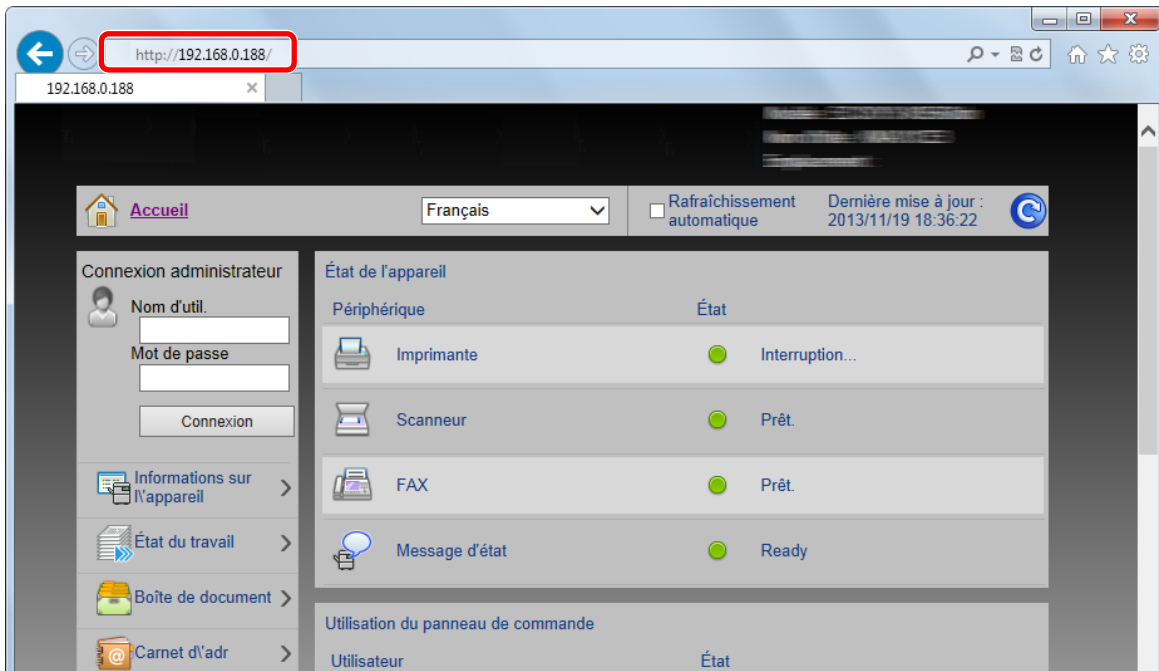 http://192.168.0.188/
192.168.0.188
Accueil
Français
Rafraîchissement
automatique
Dernière mise à jour :
2013/11/19 18:36:22
Connexion administrateur
Nom d'util.
Mot de passe
Connexion
Informations sur
l\'appareil
État du travail
Boîte de document
Carnet d\'adr
État de l'appareil
Périphérique État
Imprimante Interruption...
Scanneur Prêt.
FAX Prêt.
Message d'état Ready
Utilisation du panneau de commande
Utilisateur État